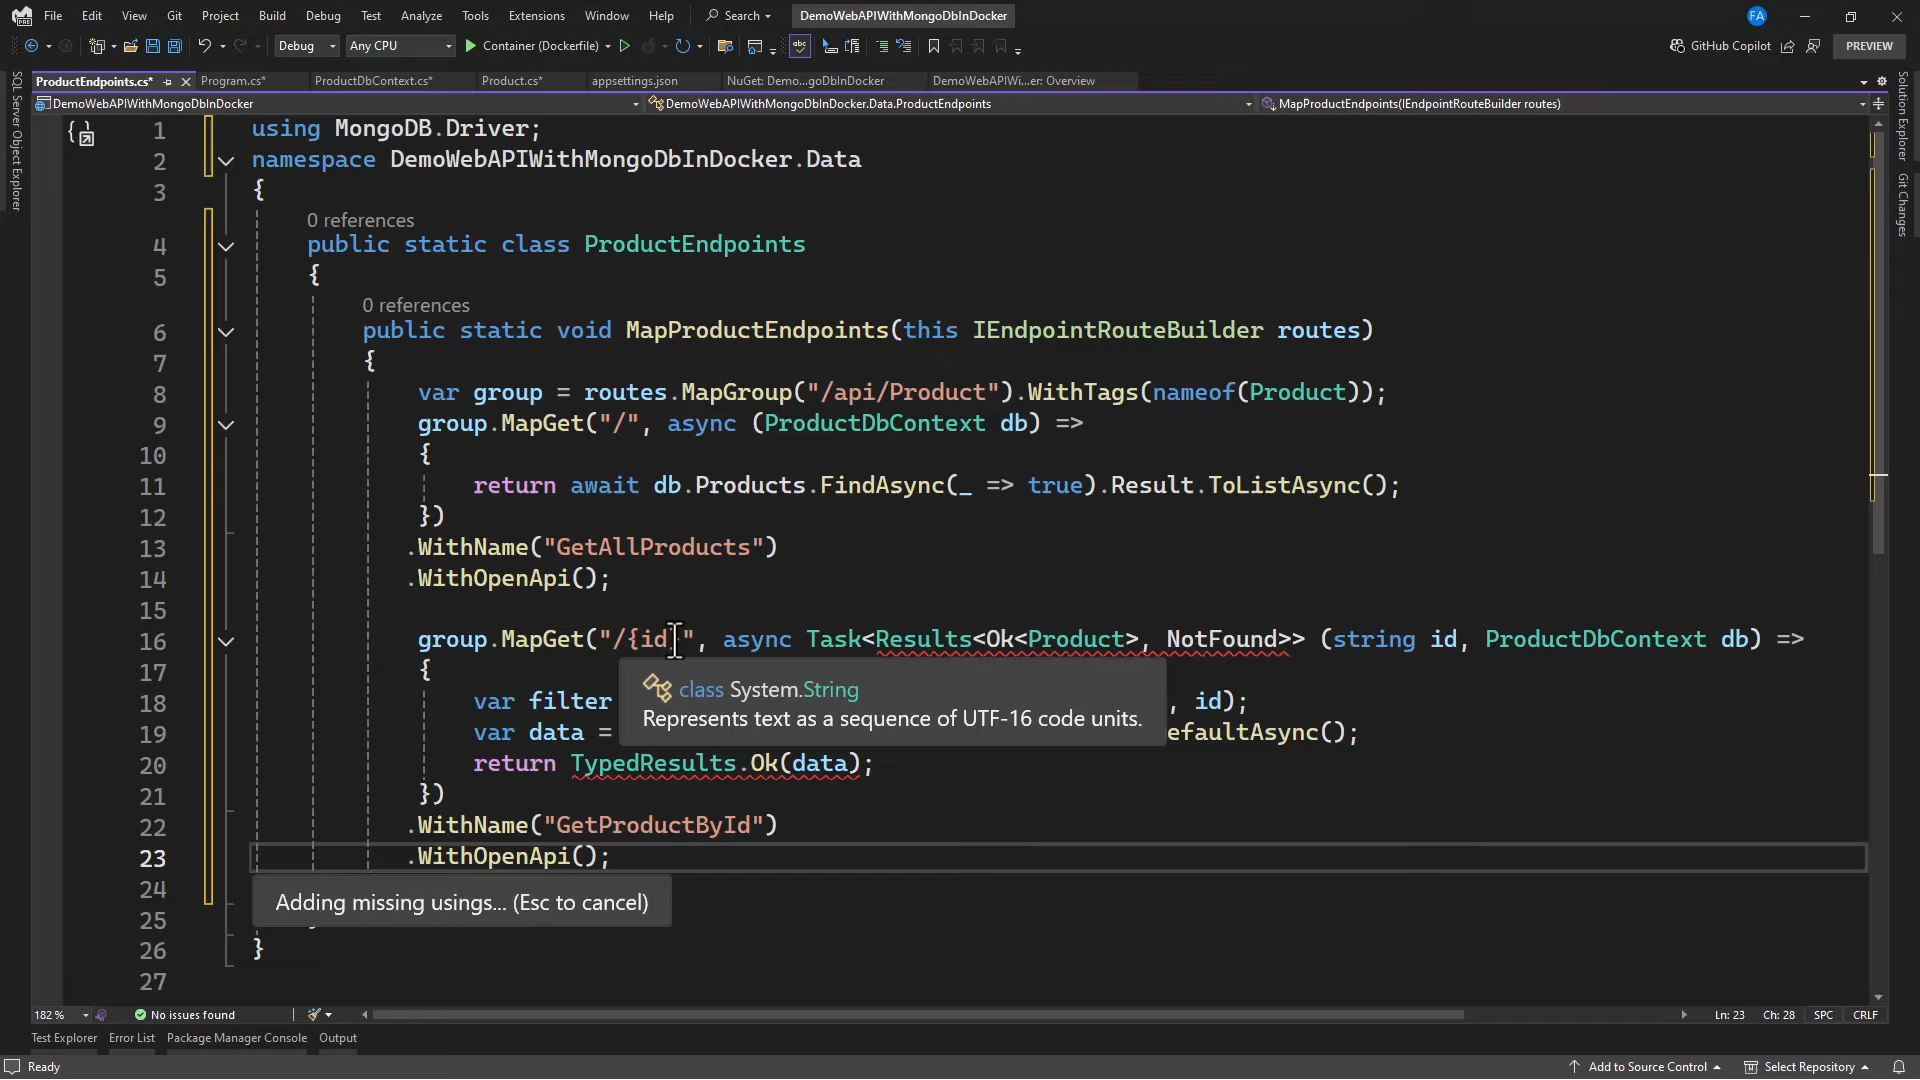 File Edit View Git Project Build Debug Test Analyze Tools Extensions Window Help Search DemoWebAPIWithMongoDbInDocker FA
Debug Any CPU Container (Dockerfile) abc GitHub Copilot PREVIEW
ProductEndpoints.cs* Program.cs* ProductDbContext.cs* Product.cs* appsettings.json NuGet: Demo...goDbInDocker DemoWebAPIWi...er: Overview
DemoWebAPIWithMongoDbInDocker DemoWebAPIWithMongoDbInDocker.Data.ProductEndpoints MapProductEndpoints(IEndpointRouteBuilder routes)
SQL Server Object Explorer
Solution Explorer
Git Changes
1 using MongoDB.Driver;
2 namespace DemoWebAPIWithMongoDbInDocker.Data
3 {
0 references
4 public static class ProductEndpoints
5 {
0 references
6 public static void MapProductEndpoints(this IEndpointRouteBuilder routes)
7 {
8 var group = routes.MapGroup("/api/Product").WithTags(nameof(Product));
9 group.MapGet("/", async (ProductDbContext db) =>
10 {
11 return await db.Products.FindAsync(_ => true).Result.ToListAsync();
12 })
13 .WithName("GetAllProducts")
14 .WithOpenApi();
15
16 group.MapGet("/{id}", async Task<Results<Ok<Product>, NotFound>> (string id, ProductDbContext db) =>
17 {
class System.String
Represents text as a sequence of UTF-16 code units.
18 var filter , id);
19 var data = efaultAsync();
20 return TypedResults.Ok(data);
21 })
22 .WithName("GetProductById")
23 .WithOpenApi();
24
Adding missing usings... (Esc to cancel)
25
26 }
27
182 % No issues found Ln: 23 Ch: 28 SPC CRLF
Test Explorer Error List Package Manager Console Output
Ready Add to Source Control Select Repository